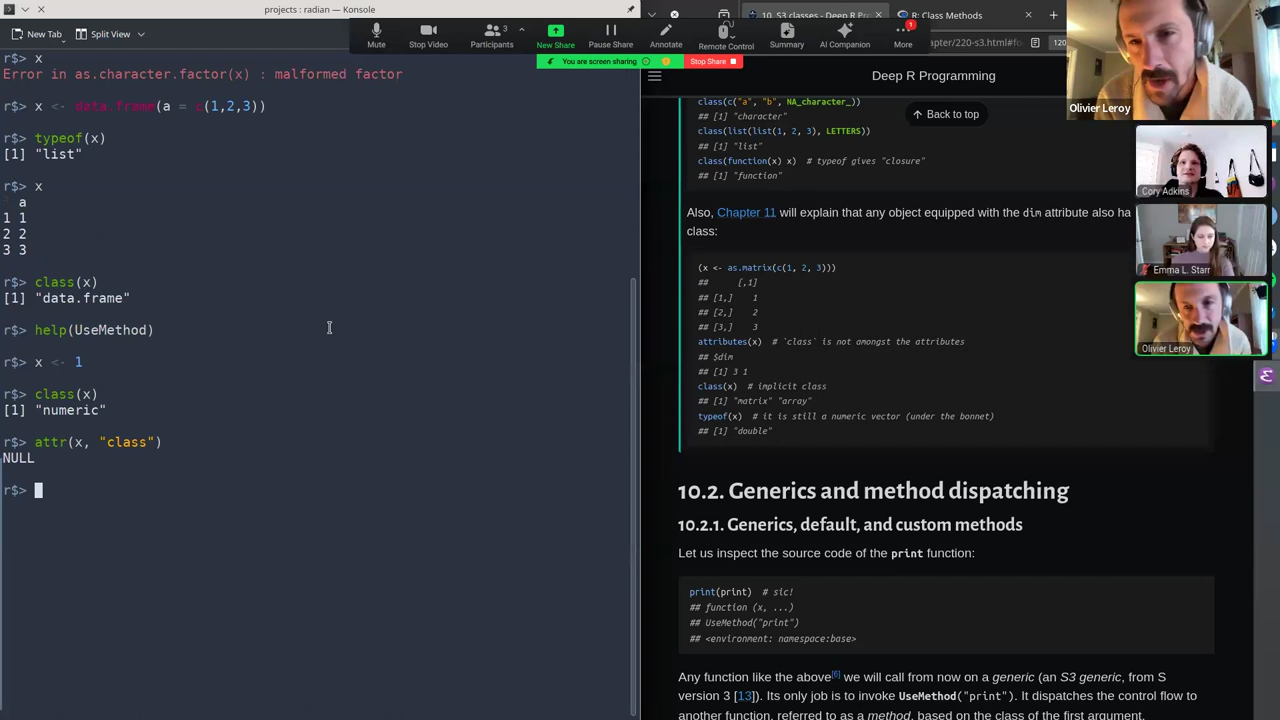 projects : radian — Konsole
New Tab
Split View
r$> x
Error in as.character.factor(x) : malformed factor
r$> x <- data.frame(a = c(1,2,3))
r$> typeof(x)
[1] "list"
r$> x
a
1 1
2 2
3 3
r$> class(x)
[1] "data.frame"
r$> help(UseMethod)
r$> x <- 1
r$> class(x)
[1] "numeric"
r$> attr(x, "class")
NULL
r$>
Mute
Stop Video
Participants
3
New Share
Pause Share
Annotate
Remote Control
Summary
AI Companion
More
1
You are screen sharing
Stop Share
10. S3 classes - Deep R Pro
R: Class Methods
apter/220-s3.html#fo
120
Deep R Programming
Back to top
class(c("a", "b", NA_character_))
## [1] "character"
class(list(list(1, 2, 3), LETTERS))
## [1] "list"
class(function(x) x)  # typeof gives "closure"
## [1] "function"
Also, Chapter 11 will explain that any object equipped with the dim attribute also ha
class:
(x <- as.matrix(c(1, 2, 3)))
## [,1]
## [1,] 1
## [2,] 2
## [3,] 3
attributes(x)  # `class` is not amongst the attributes
## $dim
## [1] 3 1
class(x)  # implicit class
## [1] "matrix" "array"
typeof(x)  # it is still a numeric vector (under the bonnet)
## [1] "double"
10.2. Generics and method dispatching
10.2.1. Generics, default, and custom methods
Let us inspect the source code of the print function:
print(print)  # sic!
## function (x, ...)
## UseMethod("print")
## <environment: namespace:base>
Any function like the above[6] we will call from now on a generic (an S3 generic, from S
version 3 [13]). Its only job is to invoke UseMethod("print"). It dispatches the control flow to
another function, referred to as a method, based on the class of the first argument.
Olivier Leroy
Cory Adkins
Emma L. Starr
Olivier Leroy